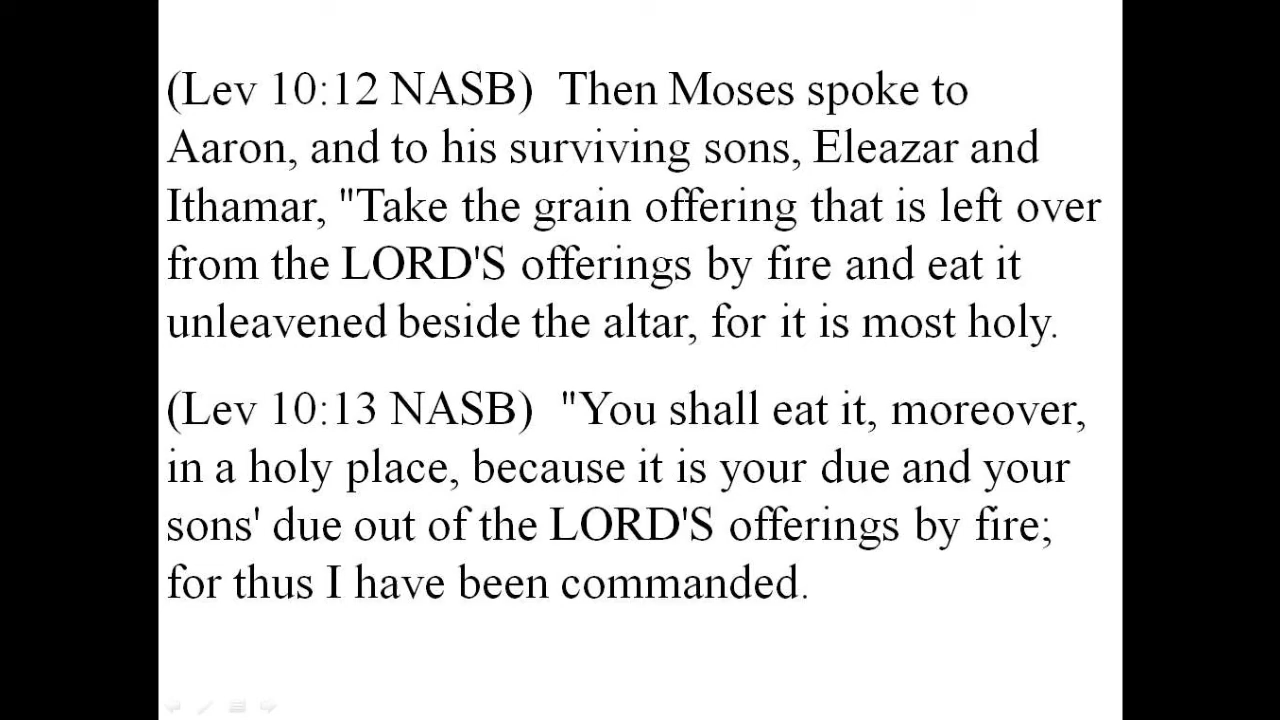 (Lev 10:12 NASB)  Then Moses spoke to
Aaron, and to his surviving sons, Eleazar and
Ithamar, "Take the grain offering that is left over
from the LORD'S offerings by fire and eat it
unleavened beside the altar, for it is most holy.
(Lev 10:13 NASB)  "You shall eat it, moreover,
in a holy place, because it is your due and your
sons' due out of the LORD'S offerings by fire;
for thus I have been commanded.